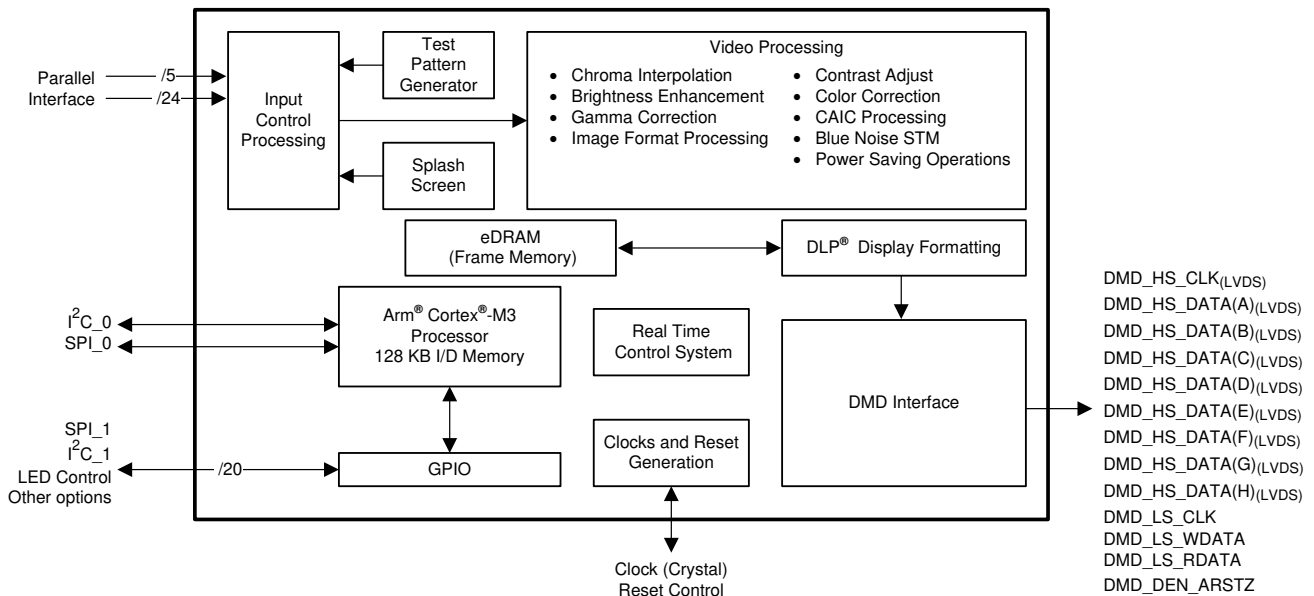 Parallel
Interface
/5
/24
Input
Control
Processing
Test
Pattern
Generator
Splash
Screen
Video Processing
• Chroma Interpolation
• Brightness Enhancement
• Gamma Correction
• Image Format Processing
• Contrast Adjust
• Color Correction
• CAIC Processing
• Blue Noise STM
• Power Saving Operations
eDRAM
(Frame Memory)
DLP® Display Formatting
I²C_0
SPI_0
Arm® Cortex®-M3
Processor
128 KB I/D Memory
Real Time
Control System
DMD Interface
SPI_1
I²C_1
LED Control
Other options
/20
GPIO
Clocks and Reset
Generation
Clock (Crystal)
Reset Control
DMD_HS_CLK(LVDS)
DMD_HS_DATA(A)(LVDS)
DMD_HS_DATA(B)(LVDS)
DMD_HS_DATA(C)(LVDS)
DMD_HS_DATA(D)(LVDS)
DMD_HS_DATA(E)(LVDS)
DMD_HS_DATA(F)(LVDS)
DMD_HS_DATA(G)(LVDS)
DMD_HS_DATA(H)(LVDS)
DMD_LS_CLK
DMD_LS_WDATA
DMD_LS_RDATA
DMD_DEN_ARSTZ